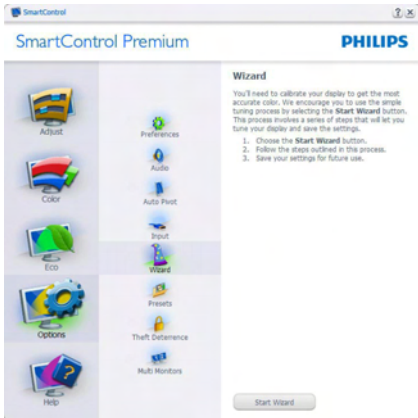 SmartControl
SmartControl Premium
PHILIPS
Adjust
Color
Eco
Options
Help
Preferences
Audio
Auto Pivot
Input
Wizard
Presets
Theft Deterrence
Multi Monitors
Wizard
You'll need to calibrate your display to get the most
accurate color. We encourage you to use the simple
tuning process by selecting the Start Wizard button.
This process involves a series of steps that will let you
tune your display and save the settings.
1. Choose the Start Wizard button.
2. Follow the steps outlined in this process.
3. Save your settings for future use.
Start Wizard